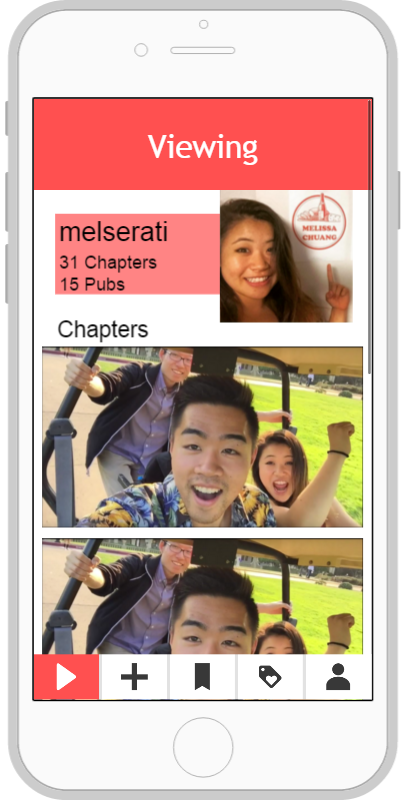 Viewing
melserati
31 Chapters
15 Pubs
MELISSA
CHUANG
Chapters